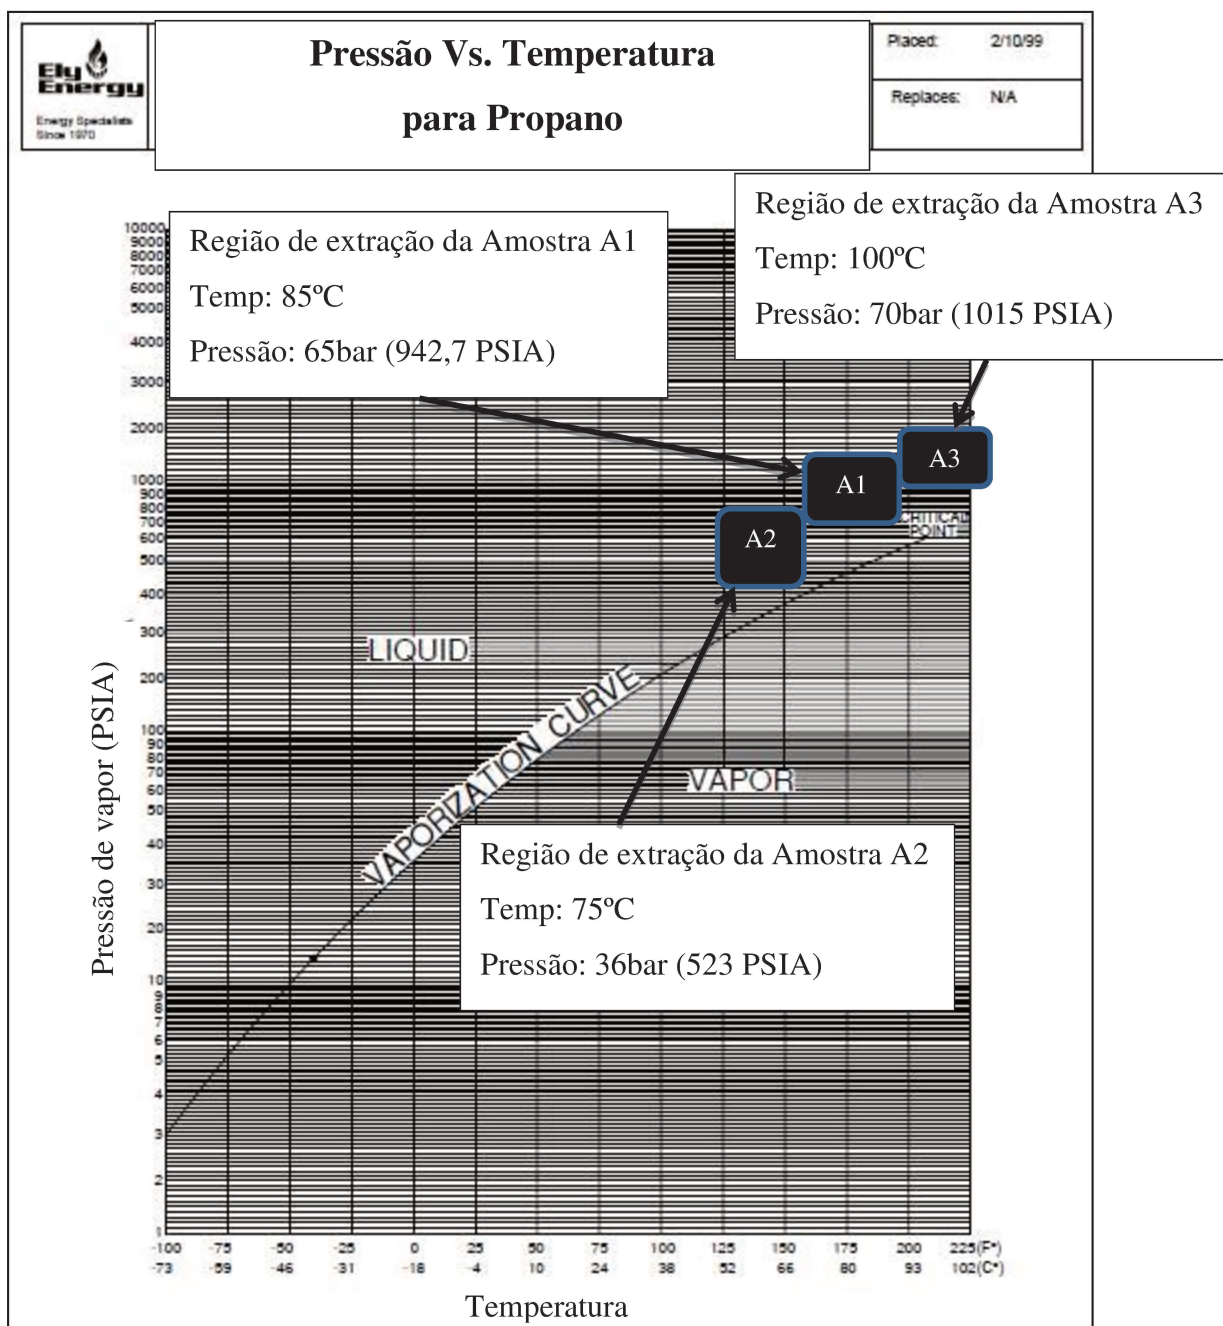 Ely
Energy
Energy Specialists
Since 1970
Pressão Vs. Temperatura
para Propano
Placed: 2/10/99
Replaces: N/A
Região de extração da Amostra A1
Temp: 85ºC
Pressão: 65bar (942,7 PSIA)
Região de extração da Amostra A3
Temp: 100ºC
Pressão: 70bar (1015 PSIA)
10000
9000
8000
7000
6000
5000
4000
3000
2000
1000
900
800
700
600
500
400
300
200
100
90
80
70
60
50
40
30
20
10
9
8
7
6
5
4
3
2
1
A3
A1
A2
CRITICAL
POINT
LIQUID
VAPORIZATION CURVE
VAPOR
Pressão de vapor (PSIA)
Região de extração da Amostra A2
Temp: 75ºC
Pressão: 36bar (523 PSIA)
-100 -75 -50 -25 0 25 50 75 100 125 150 175 200 225(F°)
-73 -59 -46 -31 -18 -4 10 24 38 52 66 80 93 102(C°)
Temperatura